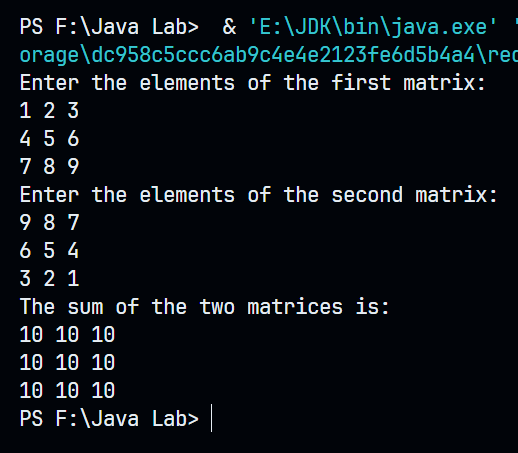 PS F:\Java Lab>  & 'E:\JDK\bin\java.exe' '
orage\dc958c5ccc6ab9c4e4e2123fe6d5b4a4\red
Enter the elements of the first matrix:
1 2 3
4 5 6
7 8 9
Enter the elements of the second matrix:
9 8 7
6 5 4
3 2 1
The sum of the two matrices is:
10 10 10
10 10 10
10 10 10
PS F:\Java Lab>